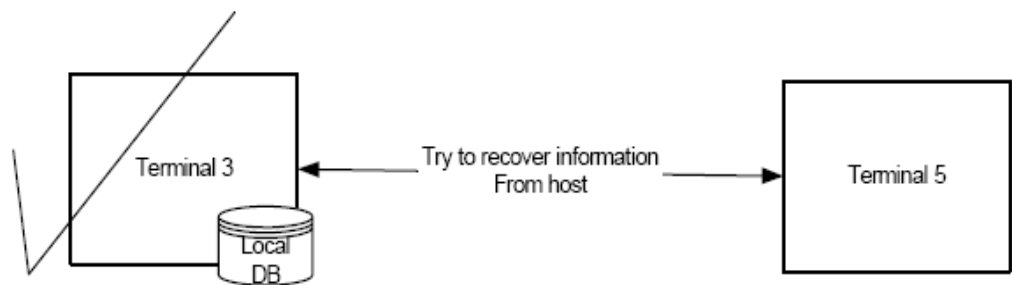 Terminal 3
Try to recover information
From host
Terminal 5
Local
DB